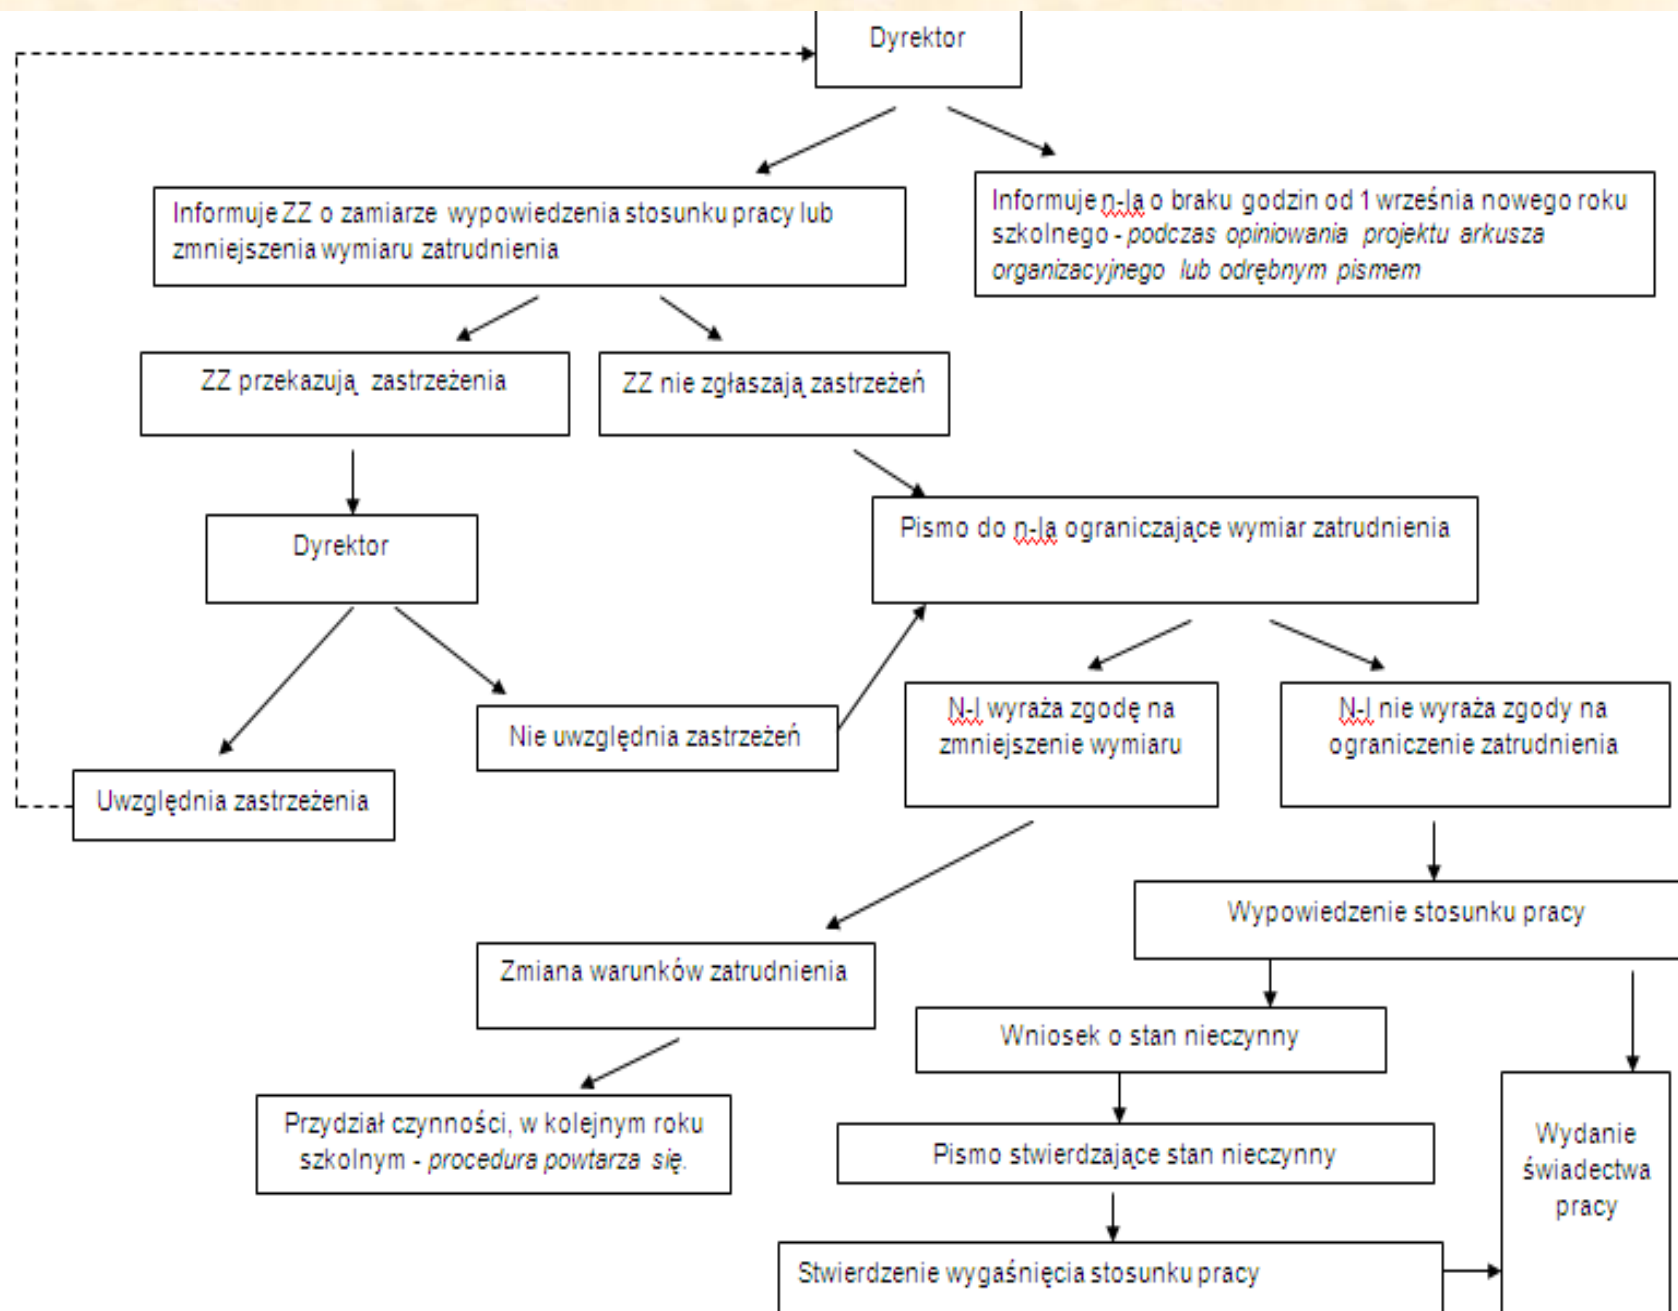 Dyrektor
Informuje ZZ o zamiarze wypowiedzenia stosunku pracy lub
zmniejszenia wymiaru zatrudnienia
Informuje n-la o braku godzin od 1 września nowego roku
szkolnego - podczas opiniowania projektu arkusza
organizacyjnego lub odrębnym pismem
ZZ przekazują zastrzeżenia
ZZ nie zgłaszają zastrzeżeń
Dyrektor
Pismo do n-la ograniczające wymiar zatrudnienia
Nie uwzględnia zastrzeżeń
Uwzględnia zastrzeżenia
N-l wyraża zgodę na
zmniejszenie wymiaru
N-l nie wyraża zgody na
ograniczenie zatrudnienia
Wypowiedzenie stosunku pracy
Zmiana warunków zatrudnienia
Wniosek o stan nieczynny
Przydział czynności, w kolejnym roku
szkolnym - procedura powtarza się.
Pismo stwierdzające stan nieczynny
Wydanie
świadectwa
pracy
Stwierdzenie wygaśnięcia stosunku pracy